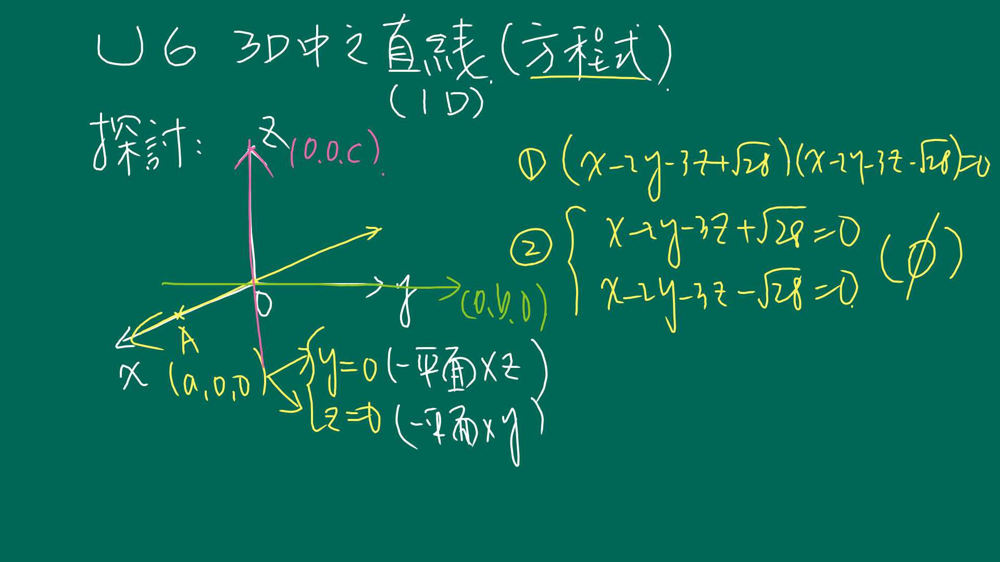 U6 3D中之直線(方程式).
(1D)
探討:
z (0.0.c).
y
(0,b,0)
O
A
x (a,0,0)
{y=0 (一平面xz)
{z=0 (一平面xy)
① (x-2y-3z+√28)(x-2y-3z-√28)=0
② {x-2y-3z+√28=0 (ϕ)
{x-2y-3z-√28=0.